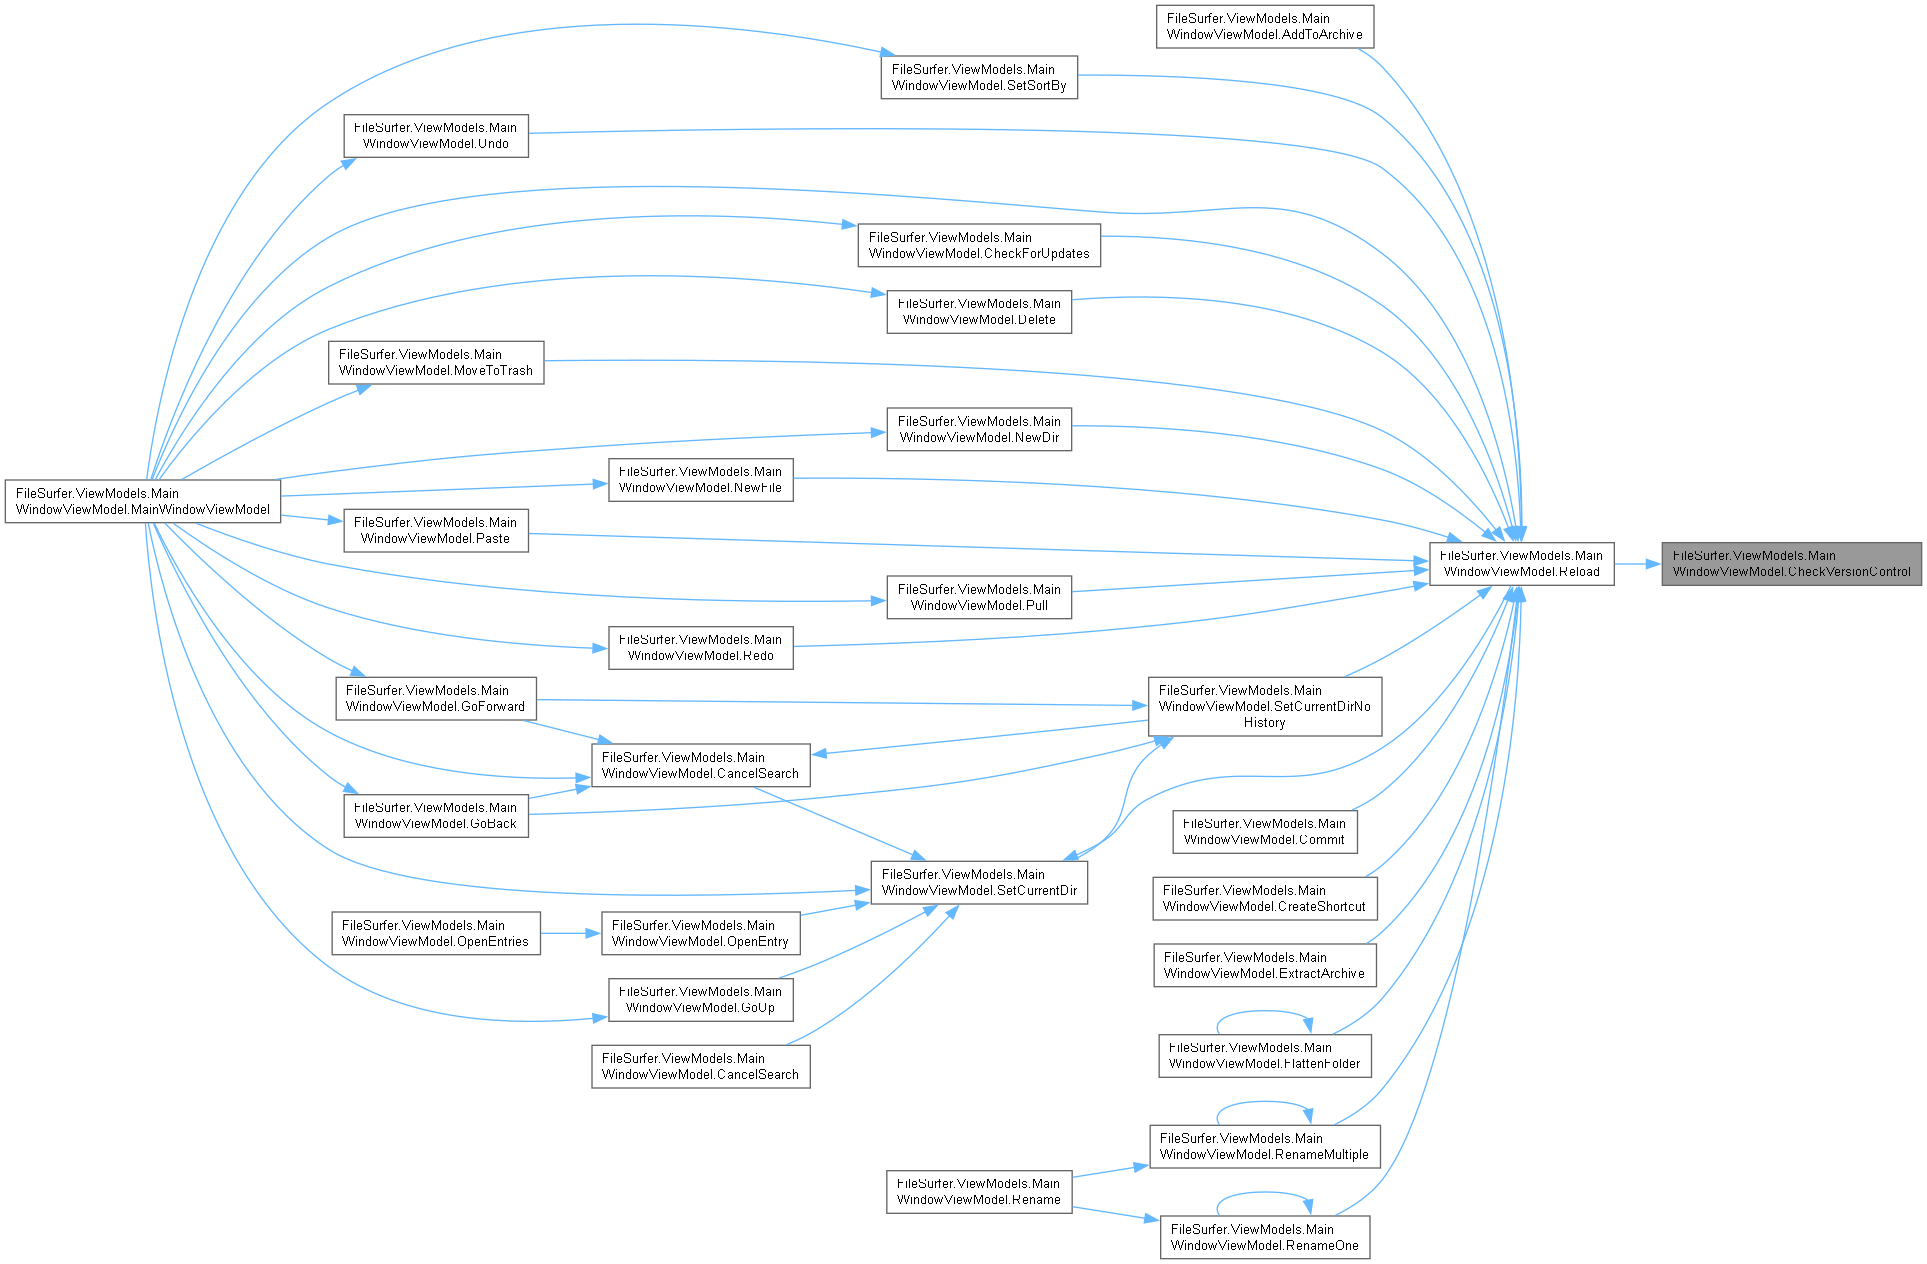 FileSurfer.ViewModels.Main
WindowViewModel.AddToArchive
FileSurfer.ViewModels.Main
WindowViewModel.SetSortBy
FileSurfer.ViewModels.Main
WindowViewModel.Undo
FileSurfer.ViewModels.Main
WindowViewModel.CheckForUpdates
FileSurfer.ViewModels.Main
WindowViewModel.Delete
FileSurfer.ViewModels.Main
WindowViewModel.MoveToTrash
FileSurfer.ViewModels.Main
WindowViewModel.NewDir
FileSurfer.ViewModels.Main
WindowViewModel.NewFile
FileSurfer.ViewModels.Main
WindowViewModel.MainWindowViewModel
FileSurfer.ViewModels.Main
WindowViewModel.Paste
FileSurfer.ViewModels.Main
WindowViewModel.Reload
FileSurfer.ViewModels.Main
WindowViewModel.CheckVersionControl
FileSurfer.ViewModels.Main
WindowViewModel.Pull
FileSurfer.ViewModels.Main
WindowViewModel.Redo
FileSurfer.ViewModels.Main
WindowViewModel.GoForward
FileSurfer.ViewModels.Main
WindowViewModel.SetCurrentDirNo
History
FileSurfer.ViewModels.Main
WindowViewModel.CancelSearch
FileSurfer.ViewModels.Main
WindowViewModel.GoBack
FileSurfer.ViewModels.Main
WindowViewModel.Commit
FileSurfer.ViewModels.Main
WindowViewModel.SetCurrentDir
FileSurfer.ViewModels.Main
WindowViewModel.CreateShortcut
FileSurfer.ViewModels.Main
WindowViewModel.OpenEntries
FileSurfer.ViewModels.Main
WindowViewModel.OpenEntry
FileSurfer.ViewModels.Main
WindowViewModel.ExtractArchive
FileSurfer.ViewModels.Main
WindowViewModel.GoUp
FileSurfer.ViewModels.Main
WindowViewModel.FlattenFolder
FileSurfer.ViewModels.Main
WindowViewModel.CancelSearch
FileSurfer.ViewModels.Main
WindowViewModel.RenameMultiple
FileSurfer.ViewModels.Main
WindowViewModel.Rename
FileSurfer.ViewModels.Main
WindowViewModel.RenameOne